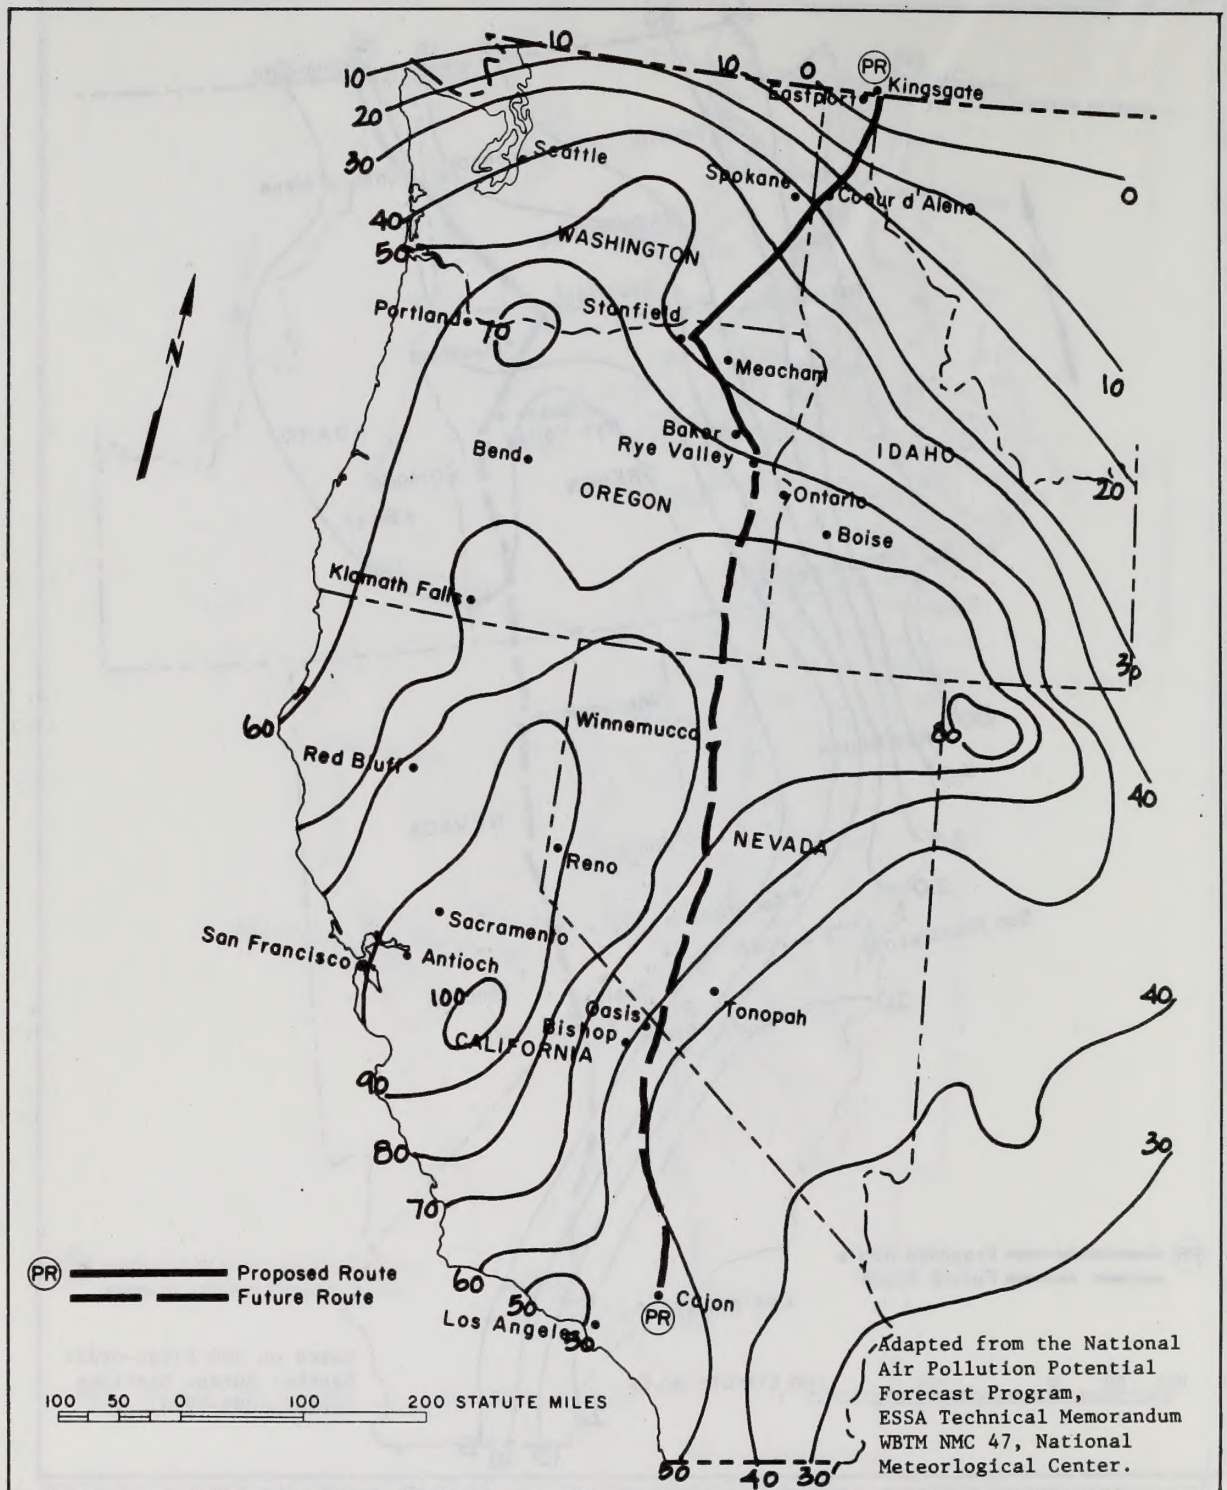 10
10
10
0
PR
Kingsgate
Eastport
20
30
Seattle
Spokane
Coeur d'Alene
0
40
50
WASHINGTON
Stanfield
Portland
70
N
Meacham
10
Baker
Rye Valley
IDAHO
Bend
OREGON
Ontario
20
Boise
Klamath Falls
30
60
Winnemucca
80
Red Bluff
40
NEVADA
Reno
Sacramento
San Francisco
Antioch
100
Oasis
Tonopah
40
Bishop
CALIFORNIA
90
80
30
70
PR Proposed Route
Future Route
60
50
Cajon
PR
Los Angeles
50
Adapted from the National
Air Pollution Potential
Forecast Program,
ESSA Technical Memorandum
WBTM NMC 47, National
Meteorlogical Center.
100 50 0 100 200 STATUTE MILES
50
40
30